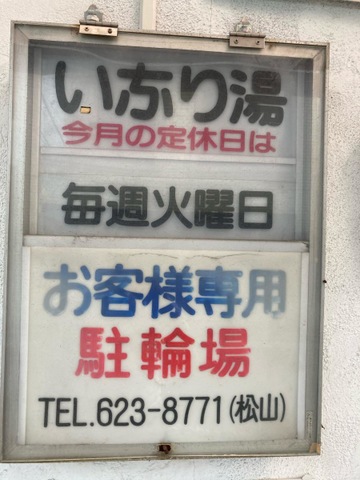 いふり湯
今月の定休日は
毎週火曜日
お客様専用
駐輪場
TEL.623-8771(松山)